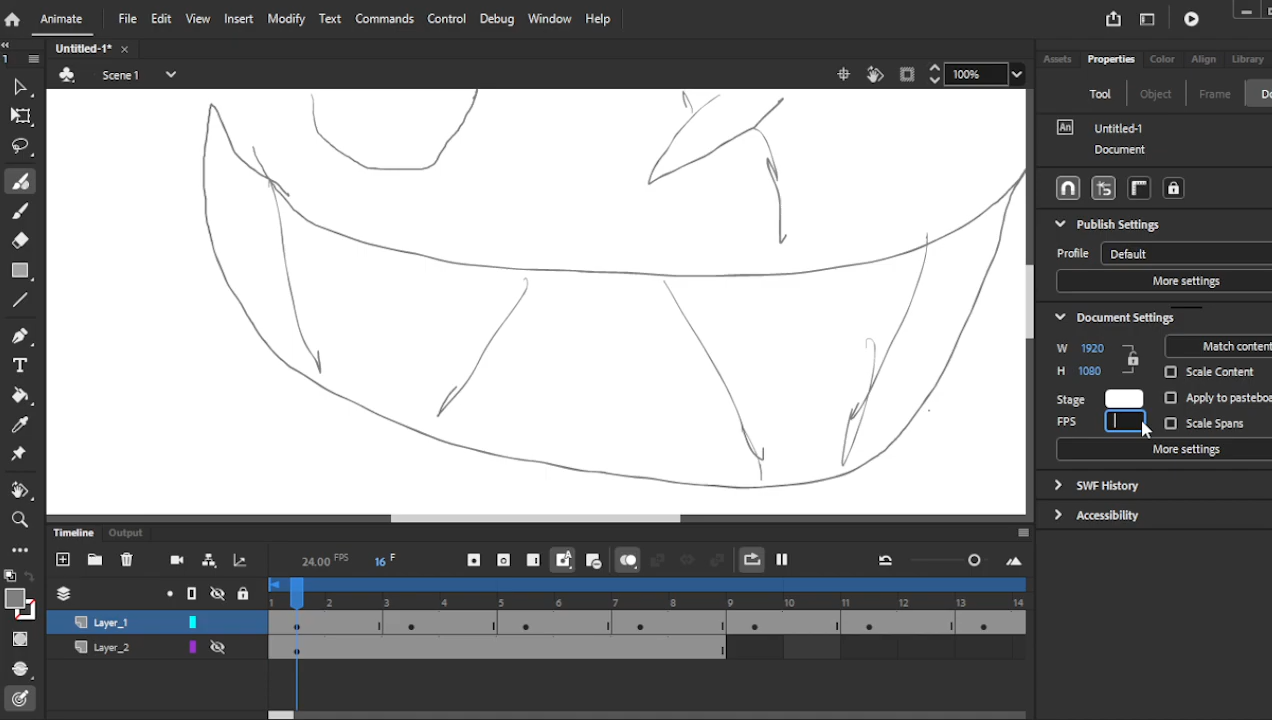 Animate File Edit View Insert Modify Text Commands Control Debug Window Help
Untitled-1*
Scene 1 100%
Assets Properties Color Align Library
Tool Object Frame
An Untitled-1
Document
Publish Settings
Profile Default
More settings
Document Settings
W 1920 Match content
H 1080 Scale Content
Stage Apply to pasteboa
FPS Scale Spans
More settings
SWF History
Accessibility
Timeline Output
24.00 FPS 16 F
1 2 3 4 5 6 7 8 9 10 11 12 13 14
Layer_1
Layer_2